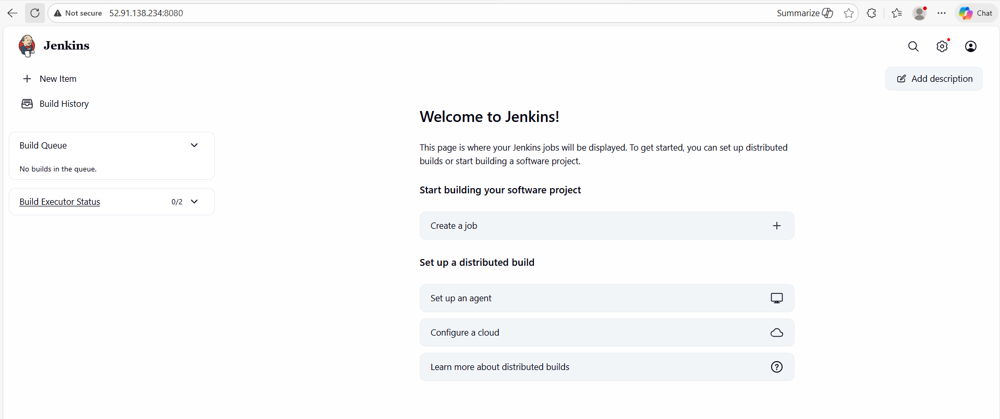 Not secure 52.91.138.234:8080 Summarize Chat
Jenkins
New Item
Add description
Build History
Build Queue
No builds in the queue.
Build Executor Status 0/2
Welcome to Jenkins!
This page is where your Jenkins jobs will be displayed. To get started, you can set up distributed
builds or start building a software project.
Start building your software project
Create a job
Set up a distributed build
Set up an agent
Configure a cloud
Learn more about distributed builds